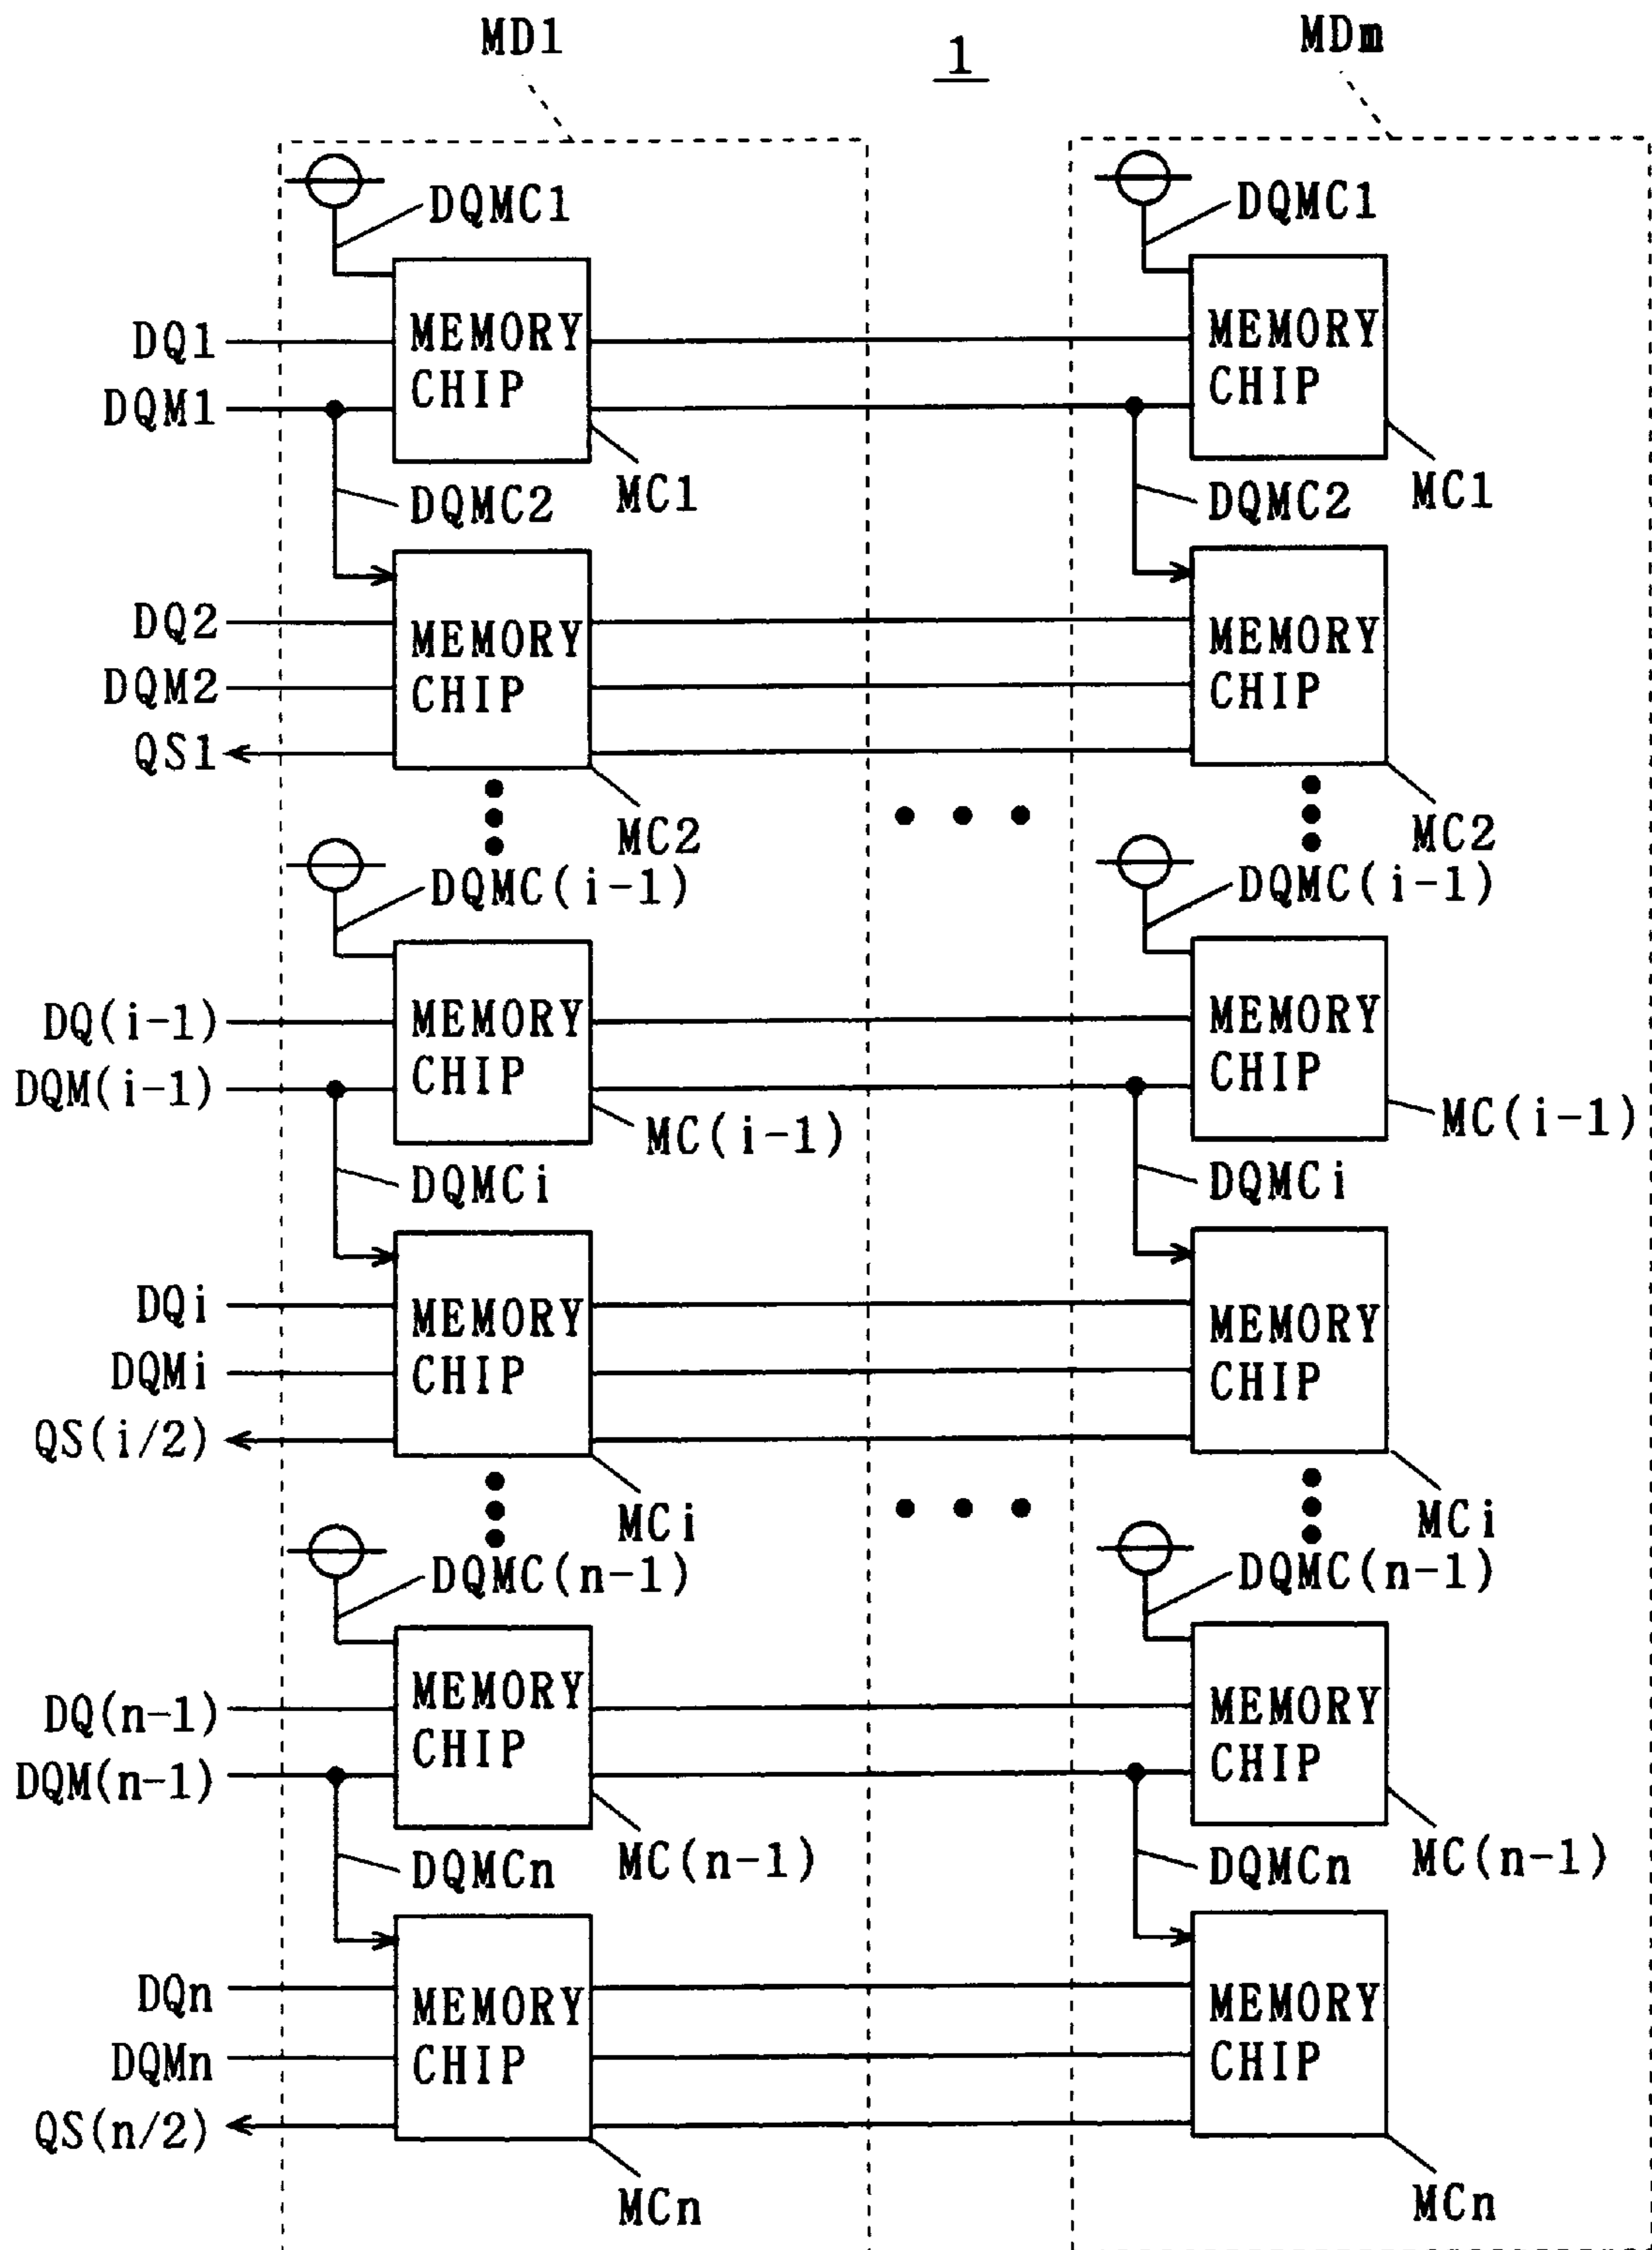 MD1 1 MDm
DQMC1 DQMC1
DQ1 MEMORY CHIP MEMORY CHIP
DQM1
DQMC2 MC1 DQMC2 MC1
DQ2 MEMORY CHIP MEMORY CHIP
DQM2
QS1
MC2 MC2
DQMC(i-1) DQMC(i-1)
DQ(i-1) MEMORY CHIP MEMORY CHIP
DQM(i-1)
MC(i-1) MC(i-1)
DQMCi DQMCi
DQi MEMORY CHIP MEMORY CHIP
DQMi
QS(i/2)
MCi MCi
DQMC(n-1) DQMC(n-1)
DQ(n-1) MEMORY CHIP MEMORY CHIP
DQM(n-1)
DQMCn MC(n-1) DQMCn MC(n-1)
DQn MEMORY CHIP MEMORY CHIP
DQMn
QS(n/2)
MCn MCn